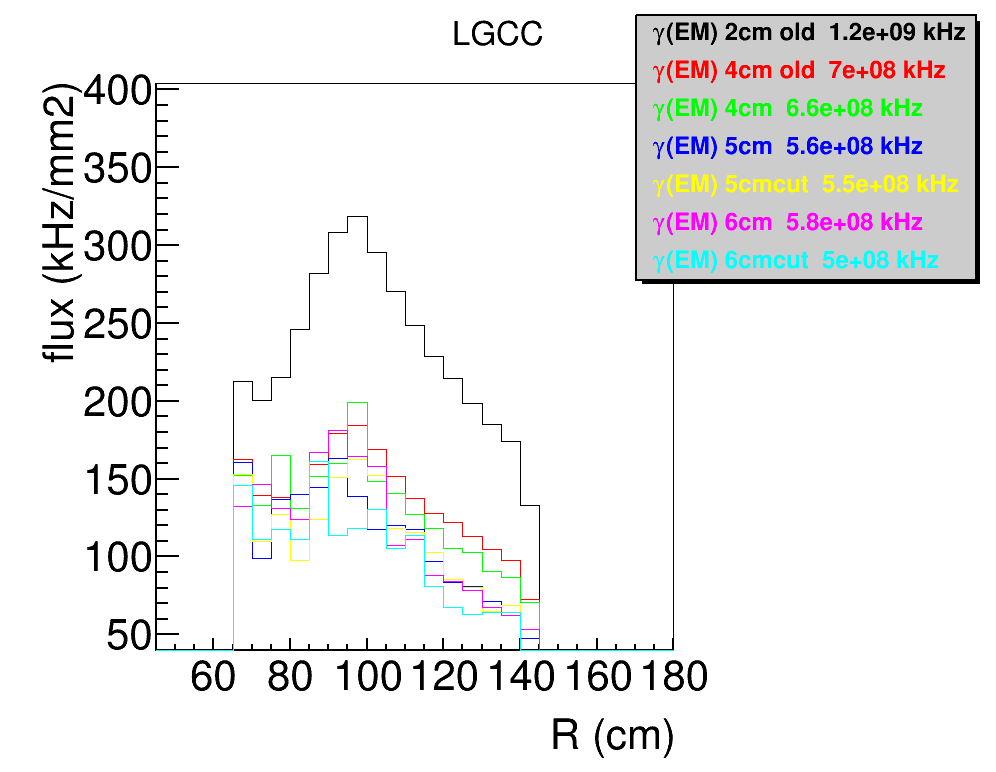 LGCC
γ(EM) 2cm old 1.2e+09 kHz
γ(EM) 4cm old 7e+08 kHz
γ(EM) 4cm 6.6e+08 kHz
γ(EM) 5cm 5.6e+08 kHz
γ(EM) 5cmcut 5.5e+08 kHz
γ(EM) 6cm 5.8e+08 kHz
γ(EM) 6cmcut 5e+08 kHz
flux (kHz/mm2)
400
350
300
250
200
150
100
50
60 80 100 120 140 160 180
R (cm)